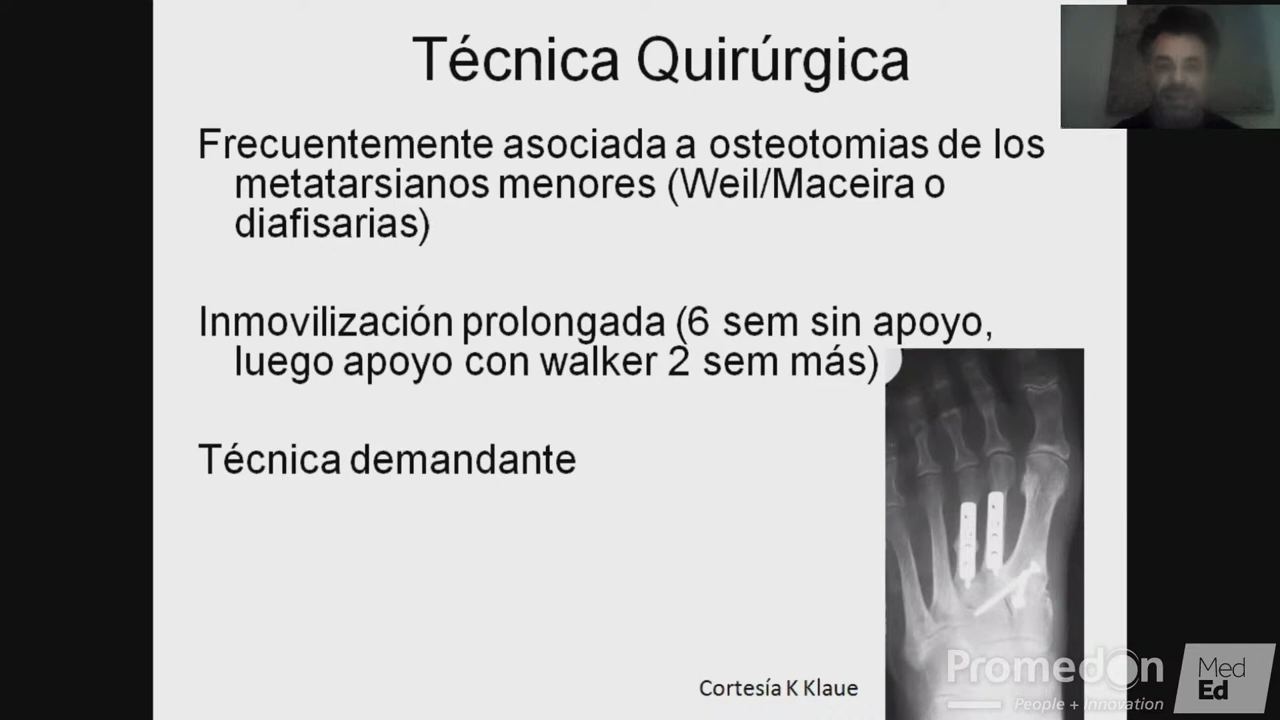 Técnica Quirúrgica
Frecuentemente asociada a osteotomias de los
metatarsianos menores (Weil/Maceira o
diafisarias)
Inmovilización prolongada (6 sem sin apoyo,
luego apoyo con walker 2 sem más)
Técnica demandante
Cortesía K Klaue
Promedon
People + Innovation
Med
Ed